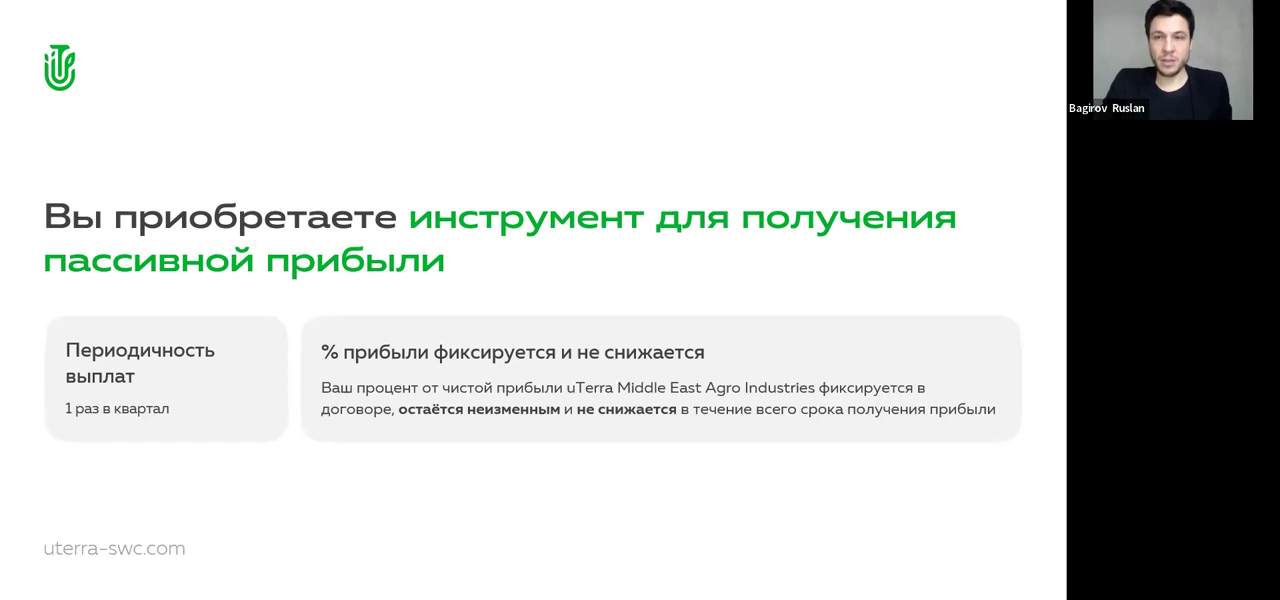 Вы приобретаете инструмент для получения
пассивной прибыли
Периодичность
выплат
1 раз в квартал
% прибыли фиксируется и не снижается
Ваш процент от чистой прибыли uTerra Middle East Agro Industries фиксируется в
договоре, остаётся неизменным и не снижается в течение всего срока получения прибыли
uterra-swc.com
Bagirov Ruslan